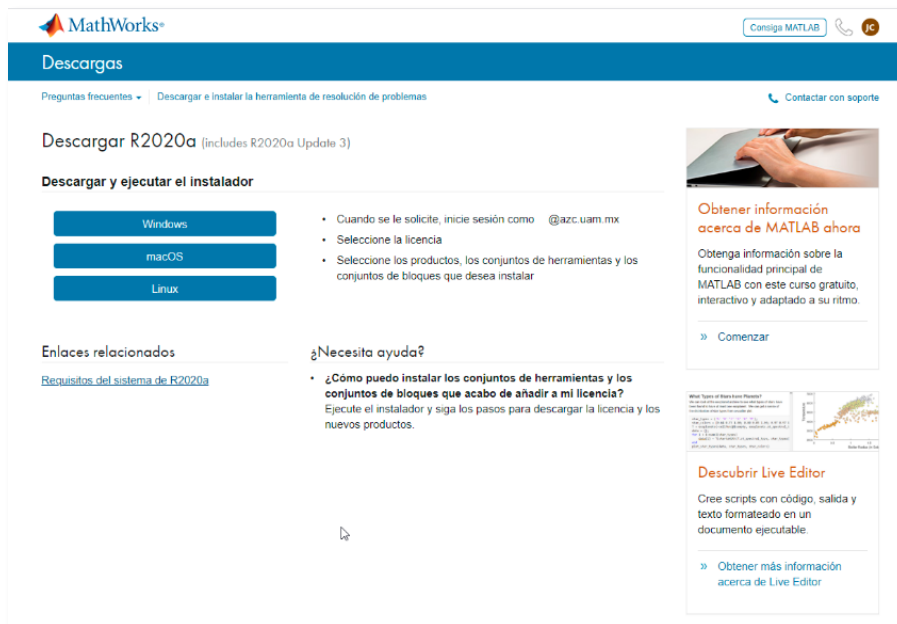 MathWorks®
Consiga MATLAB
JC
Descargas
Preguntas frecuentes
Descargar e instalar la herramienta de resolución de problemas
Contactar con soporte
Descargar R2020a (includes R2020a Update 3)
Descargar y ejecutar el instalador
Windows
macOS
Linux
• Cuando se le solicite, inicie sesión como @azc.uam.mx
• Seleccione la licencia
• Seleccione los productos, los conjuntos de herramientas y los
conjuntos de bloques que desea instalar
Enlaces relacionados
Requisitos del sistema de R2020a
¿Necesita ayuda?
• ¿Cómo puedo instalar los conjuntos de herramientas y los
conjuntos de bloques que acabo de añadir a mi licencia?
Ejecute el instalador y siga los pasos para descargar la licencia y los
nuevos productos.
Obtener información
acerca de MATLAB ahora
Obtenga información sobre la
funcionalidad principal de
MATLAB con este curso gratuito,
interactivo y adaptado a su ritmo.
» Comenzar
What Types of Stars have Planets?
Descubrir Live Editor
Cree scripts con código, salida y
texto formateado en un
documento ejecutable.
» Obtener más información
acerca de Live Editor